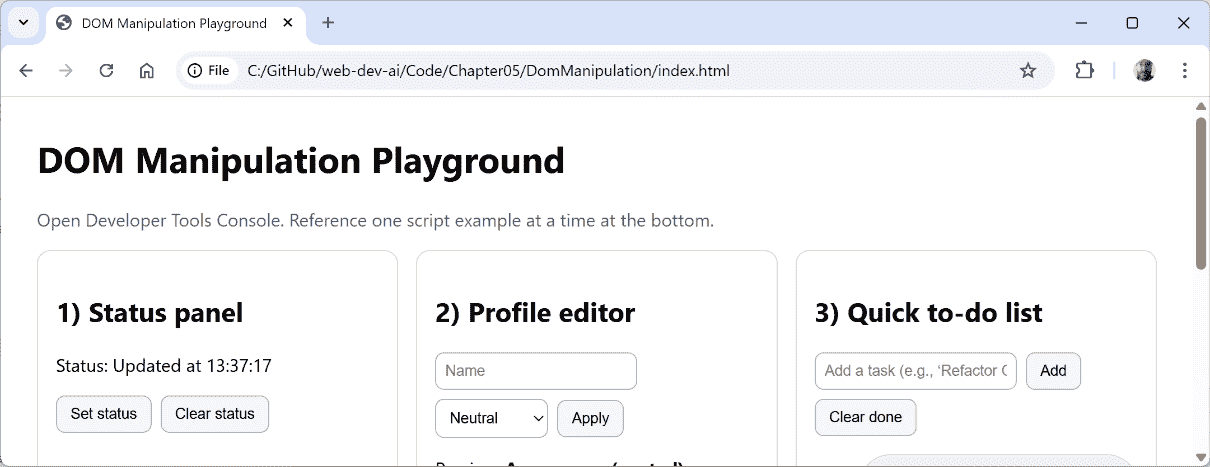 DOM Manipulation Playground
File C:/GitHub/web-dev-ai/Code/Chapter05/DomManipulation/index.html
DOM Manipulation Playground
Open Developer Tools Console. Reference one script example at a time at the bottom.
1) Status panel
Status: Updated at 13:37:17
Set status Clear status
2) Profile editor
Name
Neutral Apply
3) Quick to-do list
Add a task (e.g., ‘Refactor Add
Clear done